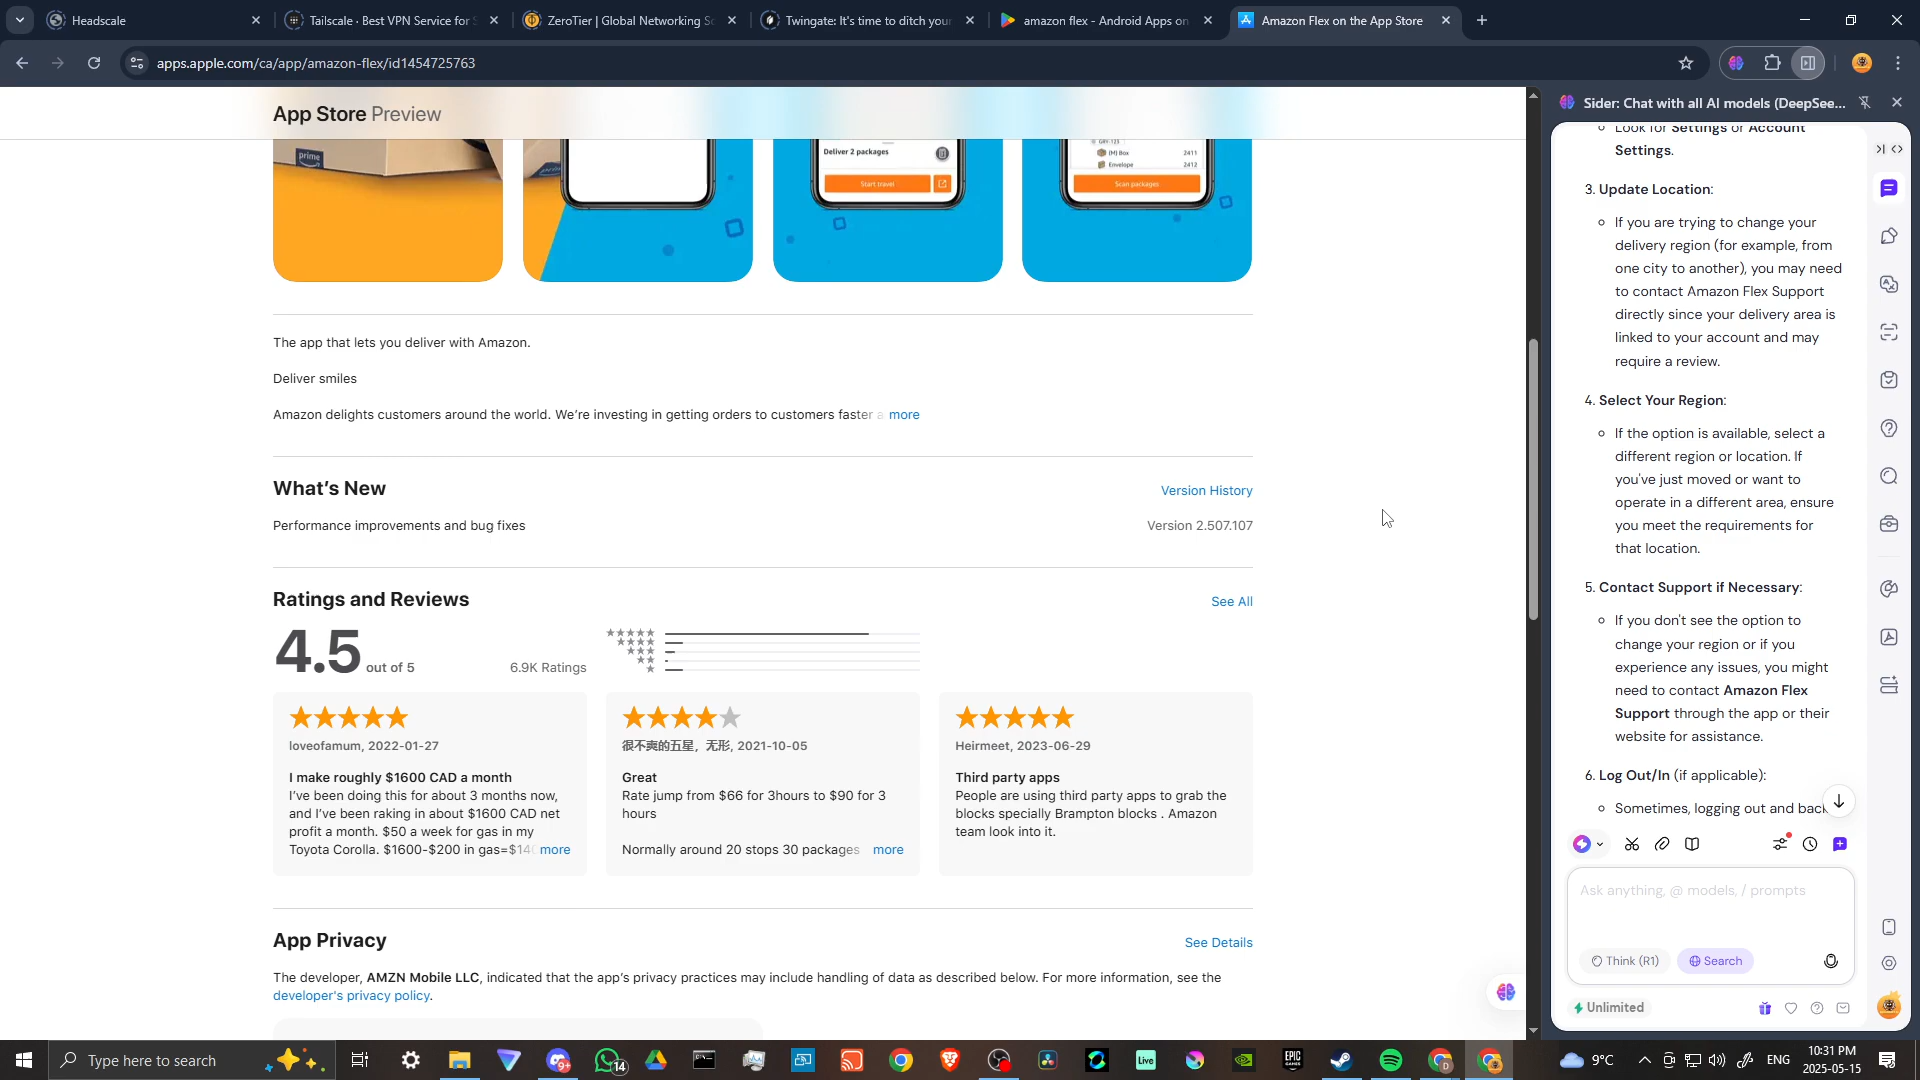 Headscale
Tailscale · Best VPN Service for S
ZeroTier | Global Networking So
Twingate: It's time to ditch your
amazon flex - Android Apps on
Amazon Flex on the App Store
apps.apple.com/ca/app/amazon-flex/id1454725763
App Store Preview
prime
Deliver 2 packages
Start travel
GRY-123
(M) Box 2411
Envelope 2412
Scan packages
The app that lets you deliver with Amazon.
Deliver smiles
Amazon delights customers around the world. We're investing in getting orders to customers faster a more
What's New
Version History
Performance improvements and bug fixes
Version 2.507.107
Ratings and Reviews
See All
4.5 out of 5
6.9K Ratings
loveofamum, 2022-01-27
I make roughly $1600 CAD a month
I've been doing this for about 3 months now,
and I've been raking in about $1600 CAD net
profit a month. $50 a week for gas in my
Toyota Corolla. $1600-$200 in gas=$140 more
很不爽的五星，无形, 2021-10-05
Great
Rate jump from $66 for 3hours to $90 for 3
hours
Normally around 20 stops 30 packages more
Heirmeet, 2023-06-29
Third party apps
People are using third party apps to grab the
blocks specially Brampton blocks . Amazon
team look into it.
App Privacy
See Details
The developer, AMZN Mobile LLC, indicated that the app's privacy practices may include handling of data as described below. For more information, see the
developer's privacy policy.
Sider: Chat with all AI models (DeepSee...
Look for Settings or Account
Settings.
3. Update Location:
If you are trying to change your
delivery region (for example, from
one city to another), you may need
to contact Amazon Flex Support
directly since your delivery area is
linked to your account and may
require a review.
4. Select Your Region:
If the option is available, select a
different region or location. If
you've just moved or want to
operate in a different area, ensure
you meet the requirements for
that location.
5. Contact Support if Necessary:
If you don't see the option to
change your region or if you
experience any issues, you might
need to contact Amazon Flex
Support through the app or their
website for assistance.
6. Log Out/In (if applicable):
Sometimes, logging out and back
Ask anything, @ models, / prompts
Think (R1)
Search
Unlimited
Type here to search
9+
14
Live
EPIC GAMES
9°C
ENG
10:31 PM
2025-05-15